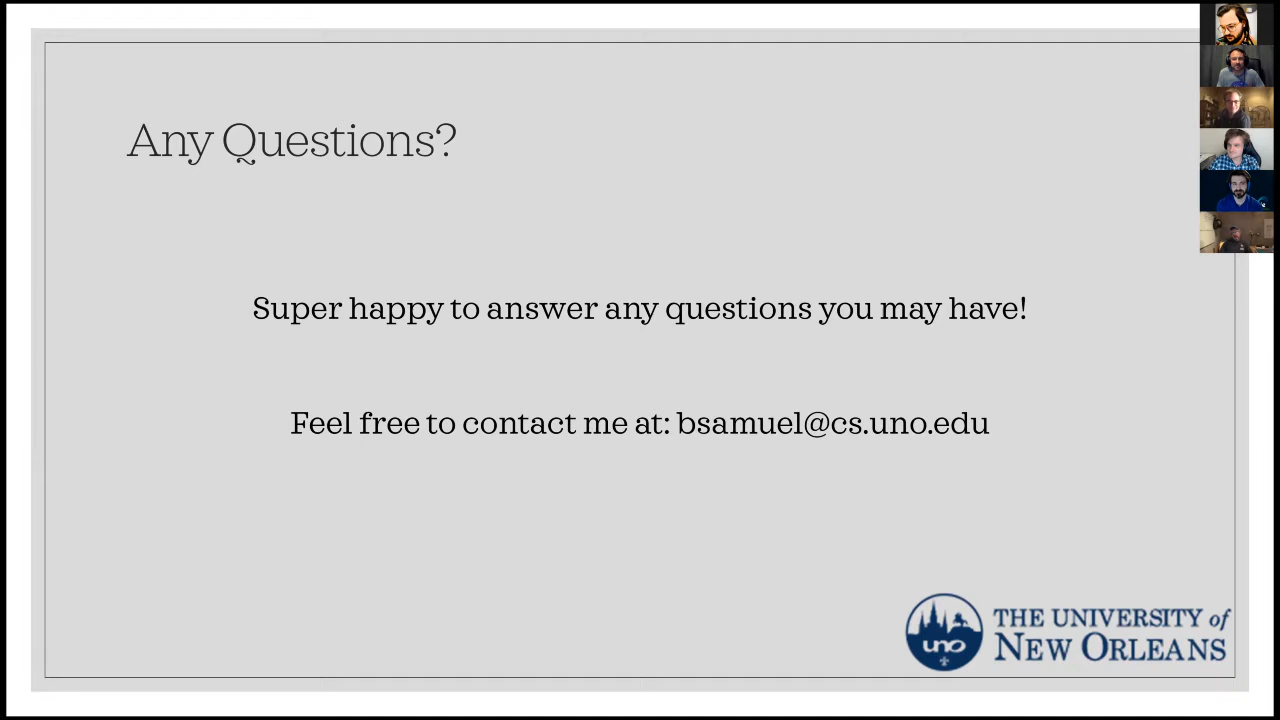 Any Questions?
Super happy to answer any questions you may have!
Feel free to contact me at: bsamuel@cs.uno.edu
uno
THE UNIVERSITY of
NEW ORLEANS